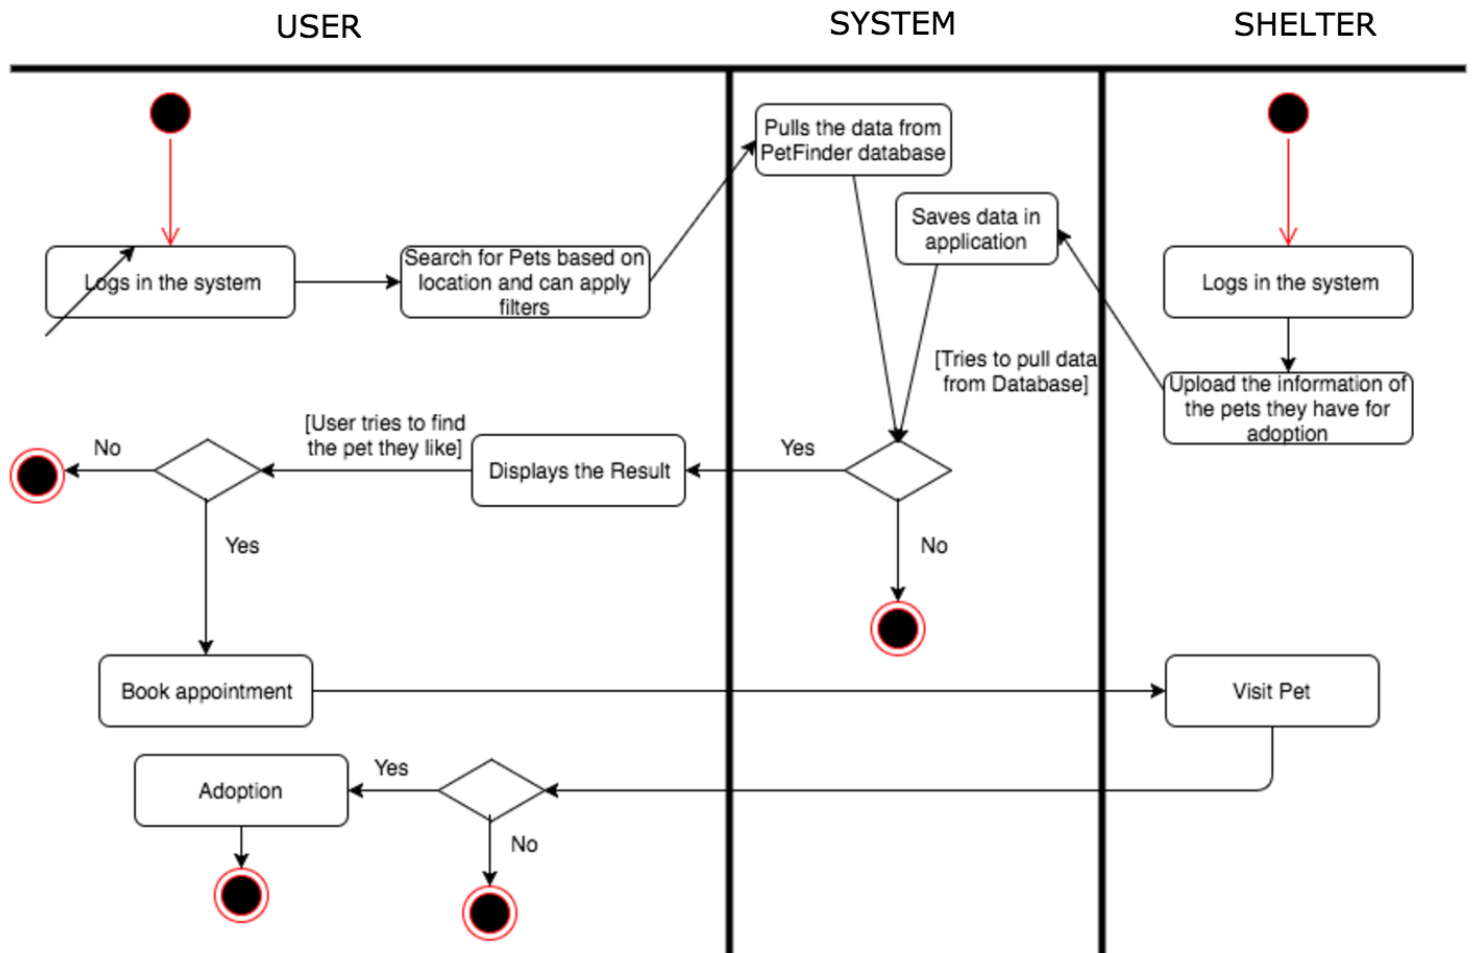 USER
SYSTEM
SHELTER
Pulls the data from
PetFinder database
Saves data in
application
Logs in the system
Search for Pets based on
location and can apply
filters
Logs in the system
[Tries to pull data
from Database]
Upload the information of
the pets they have for
adoption
[User tries to find
the pet they like]
No
Displays the Result
Yes
Yes
No
Book appointment
Visit Pet
Adoption
Yes
No